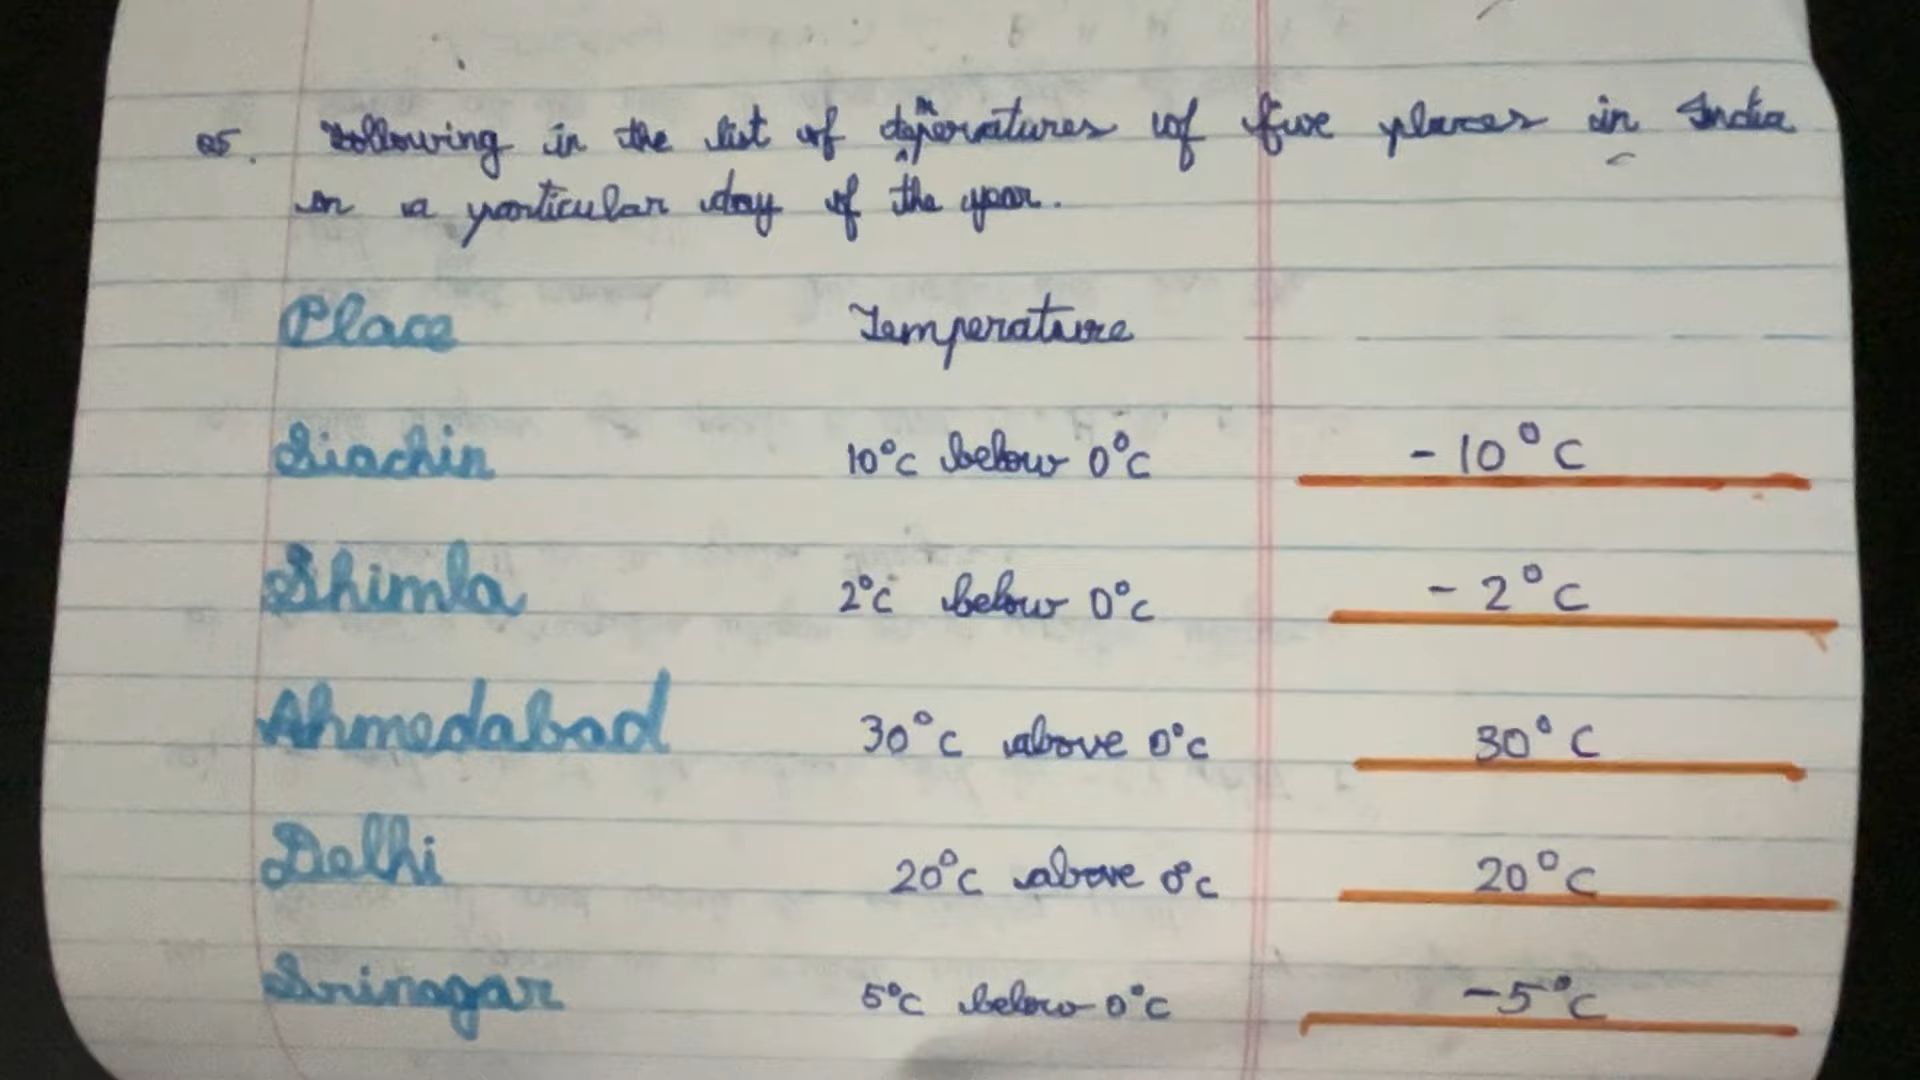 Q5. Following in the list of temperatures of five places in India
on a particular day of the year.
Place Temperature
Siachin 10°C below 0°C - 10°C
Shimla 2°C below 0°C - 2°C
Ahmedabad 30°C above 0°C 30°C
Delhi 20°C above 0°C 20°C
Srinagar 5°C below 0°C -5°C